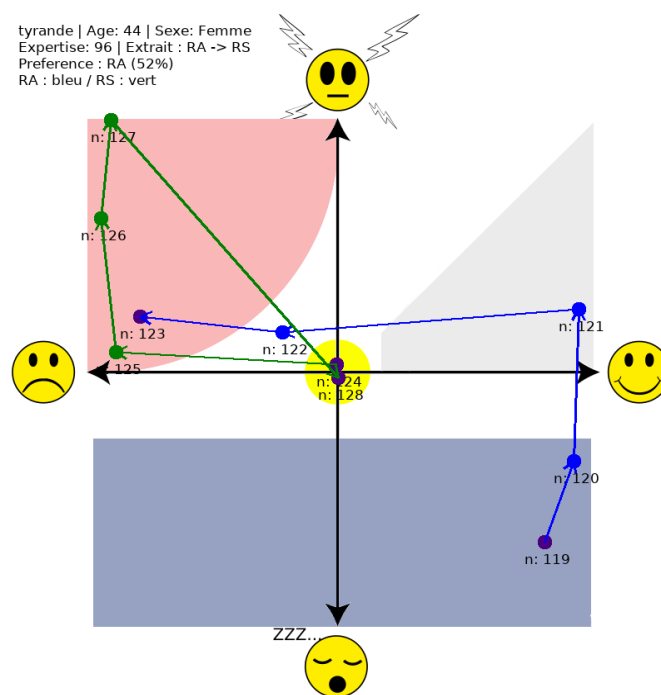 tyrande | Age: 44 | Sexe: Femme
Expertise: 96 | Extrait : RA -> RS
Preference : RA (52%)
RA : bleu / RS : vert
n: 127
n: 126
n: 123
n: 122
n: 121
n: 125
n: 124
n: 128
n: 120
n: 119
ZZZ...